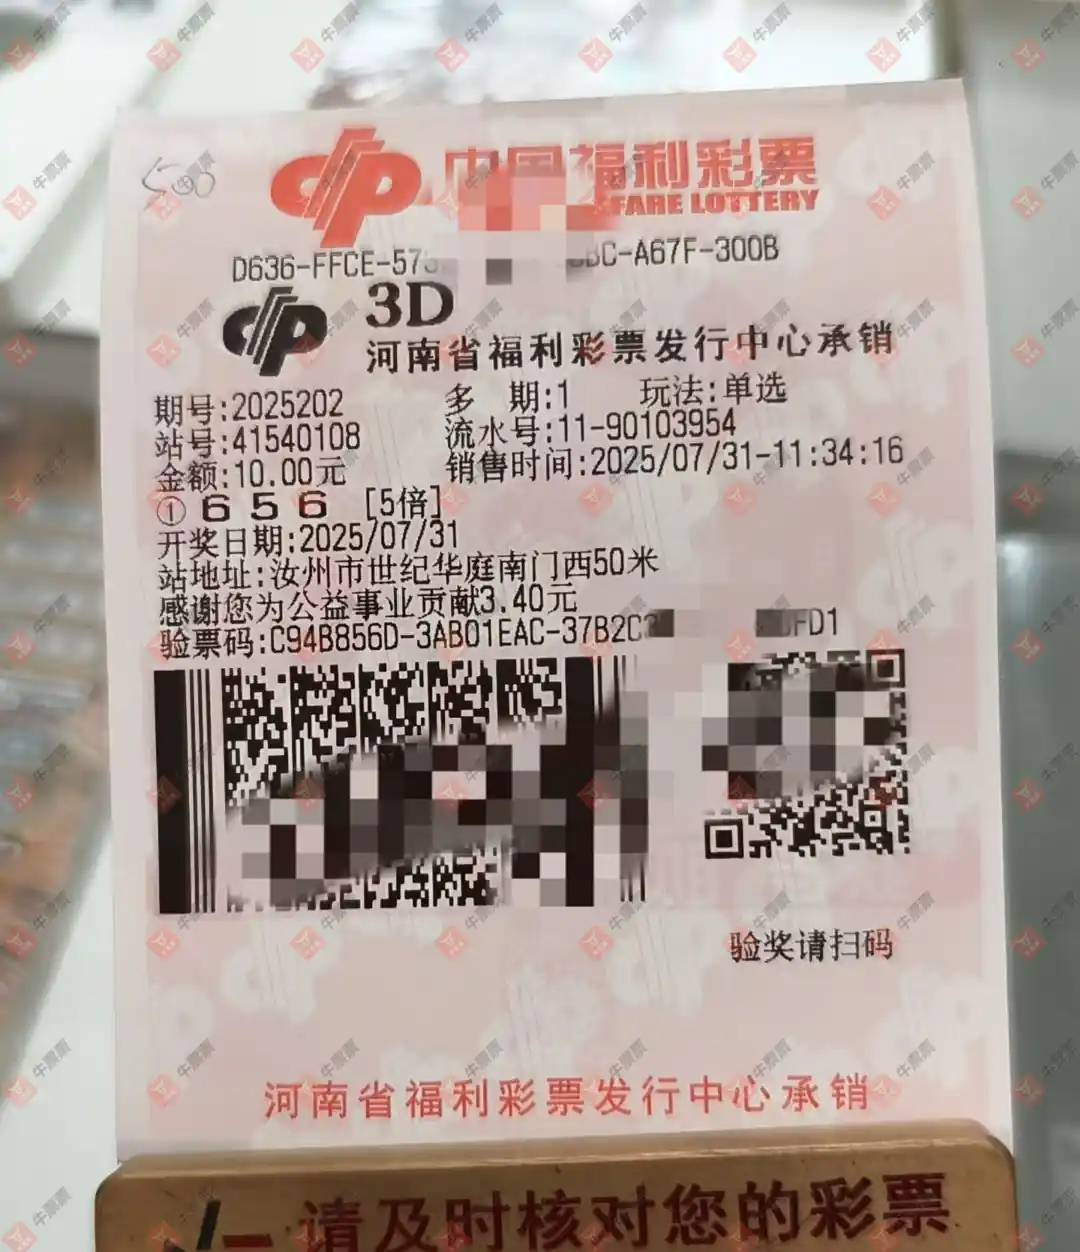 500
中国福利彩票
FARE LOTTERY
D636-FFCE-57 BC-A67F-300B
3D
河南省福利彩票发行中心承销
期号:2025202 多 期:1 玩法:单选
站号:41540108 流水号:11-90103954
金额:10.00元 销售时间:2025/07/31-11:34:16
① 6 5 6 [5倍]
开奖日期:2025/07/31
站地址:汝州市世纪华庭南门西50米
感谢您为公益事业贡献3.40元
验票码:C94B856D-3AB01EAC-37B2C FD1
验奖请扫码
河南省福利彩票发行中心承销
请及时核对您的彩票
牛票票